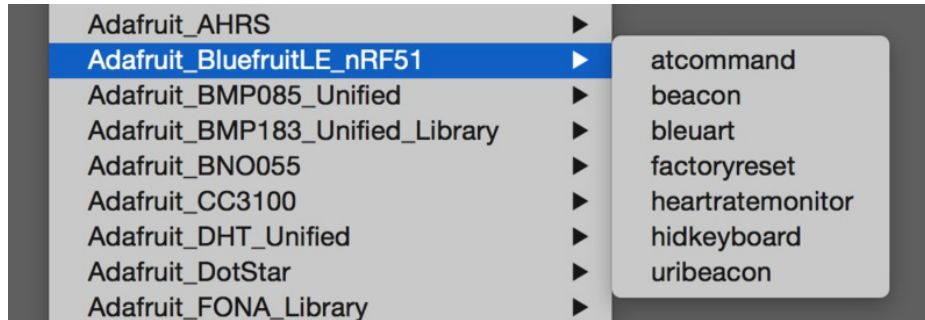 Adafruit_AHRS
Adafruit_BluefruitLE_nRF51
Adafruit_BMP085_Unified
Adafruit_BMP183_Unified_Library
Adafruit_BNO055
Adafruit_CC3100
Adafruit_DHT_Unified
Adafruit_DotStar
Adafruit_FONA_Library
atcommand
beacon
bleuart
factoryreset
heartratemonitor
hidkeyboard
uribeacon